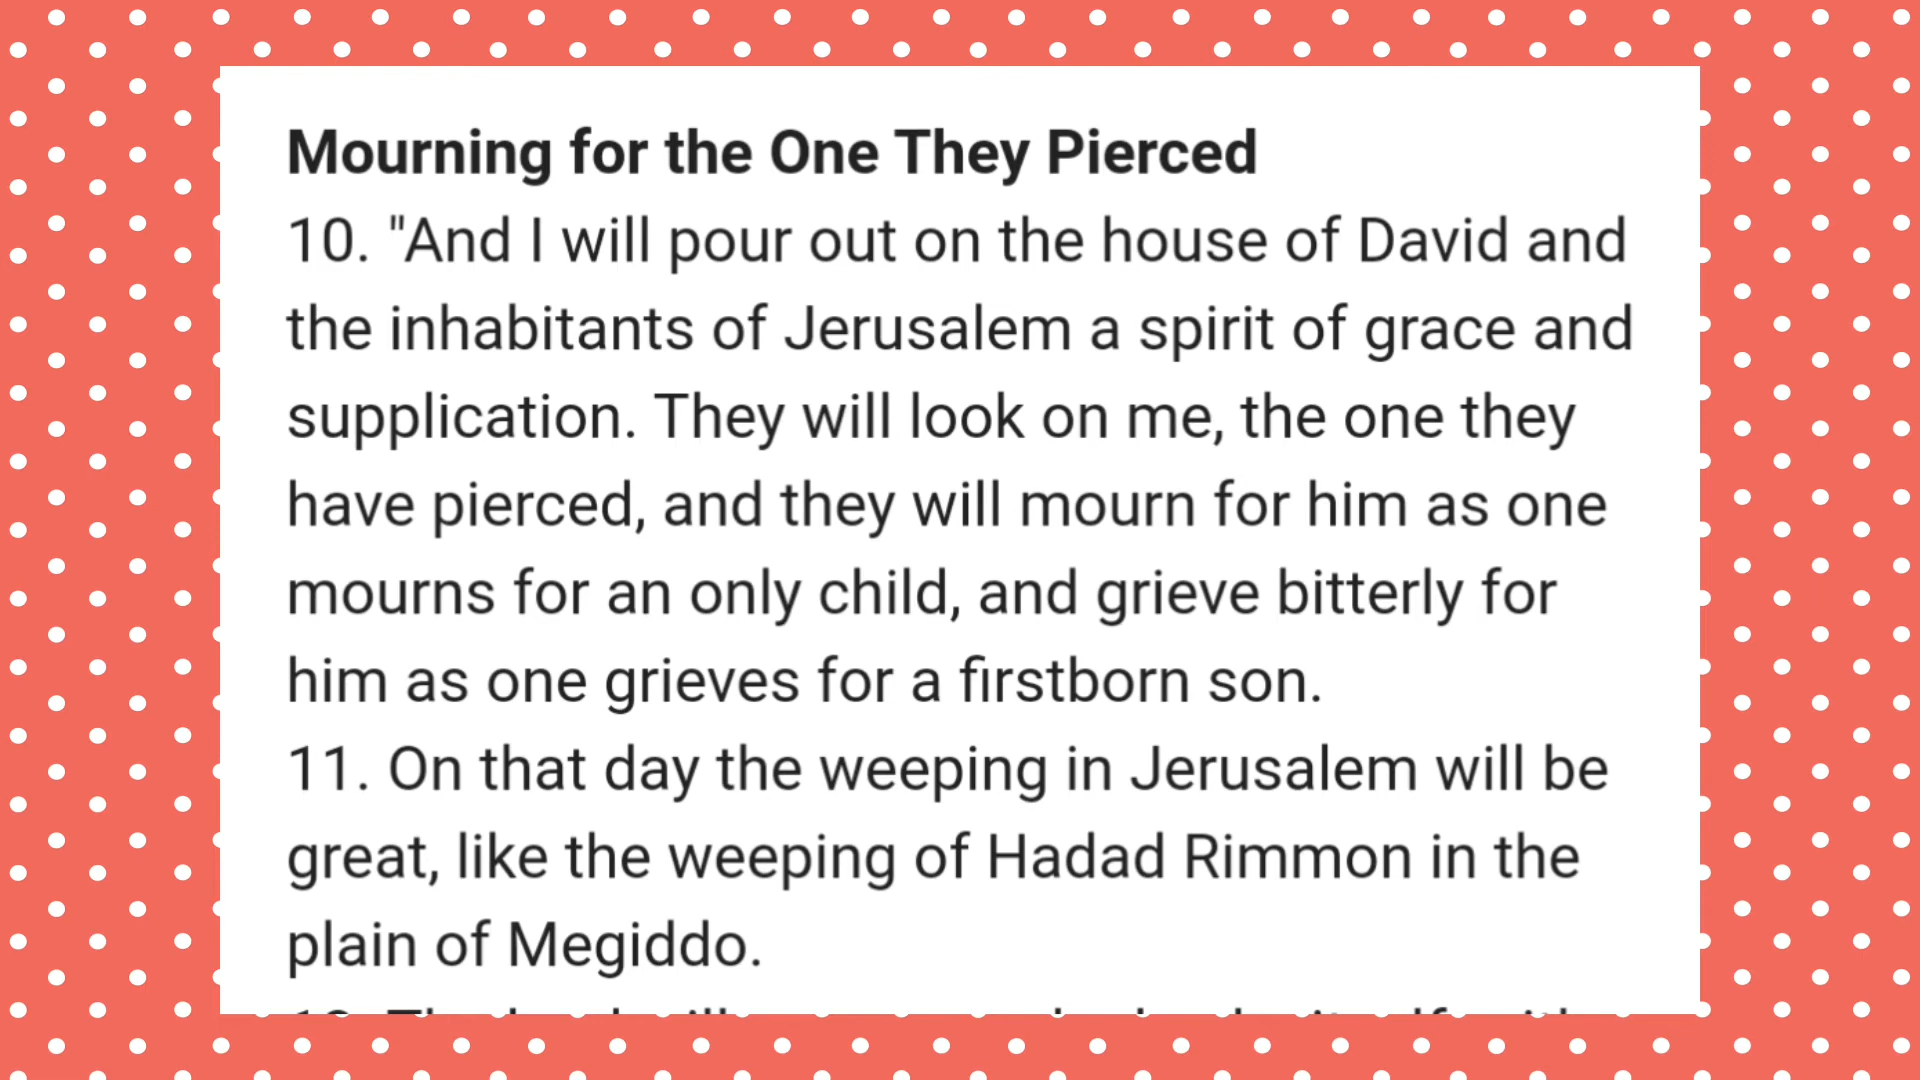 Mourning for the One They Pierced
10. "And I will pour out on the house of David and
the inhabitants of Jerusalem a spirit of grace and
supplication. They will look on me, the one they
have pierced, and they will mourn for him as one
mourns for an only child, and grieve bitterly for
him as one grieves for a firstborn son.
11. On that day the weeping in Jerusalem will be
great, like the weeping of Hadad Rimmon in the
plain of Megiddo.